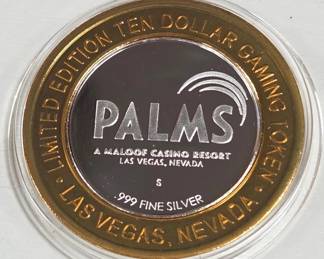 LIMITED EDITION TEN DOLLAR GAMING TOKEN
PALMS
A MALOOF CASINO RESORT
LAS VEGAS, NEVADA
S
.999 FINE SILVER
• LAS VEGAS, NEVADA •